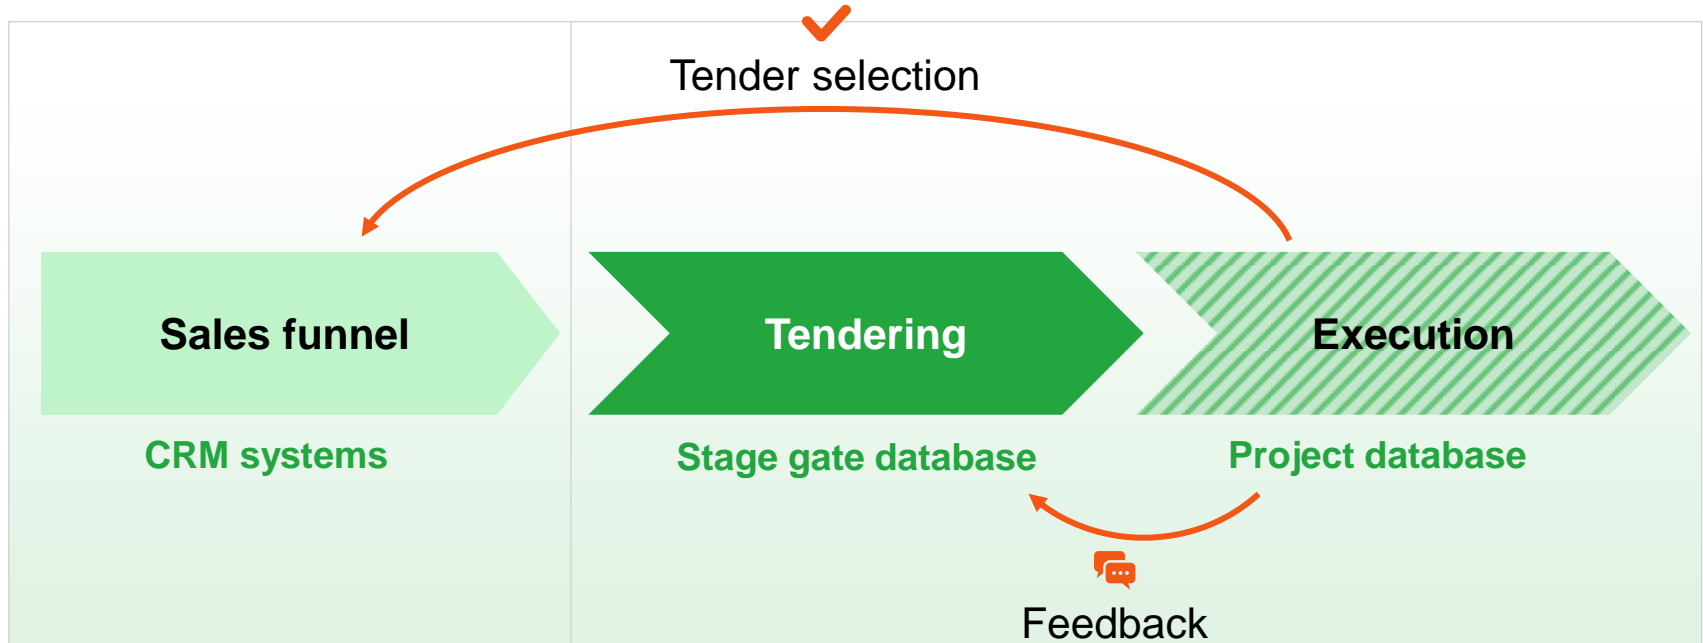 Tender selection
Sales funnel
Tendering
Execution
CRM systems
Stage gate database
Project database
Feedback